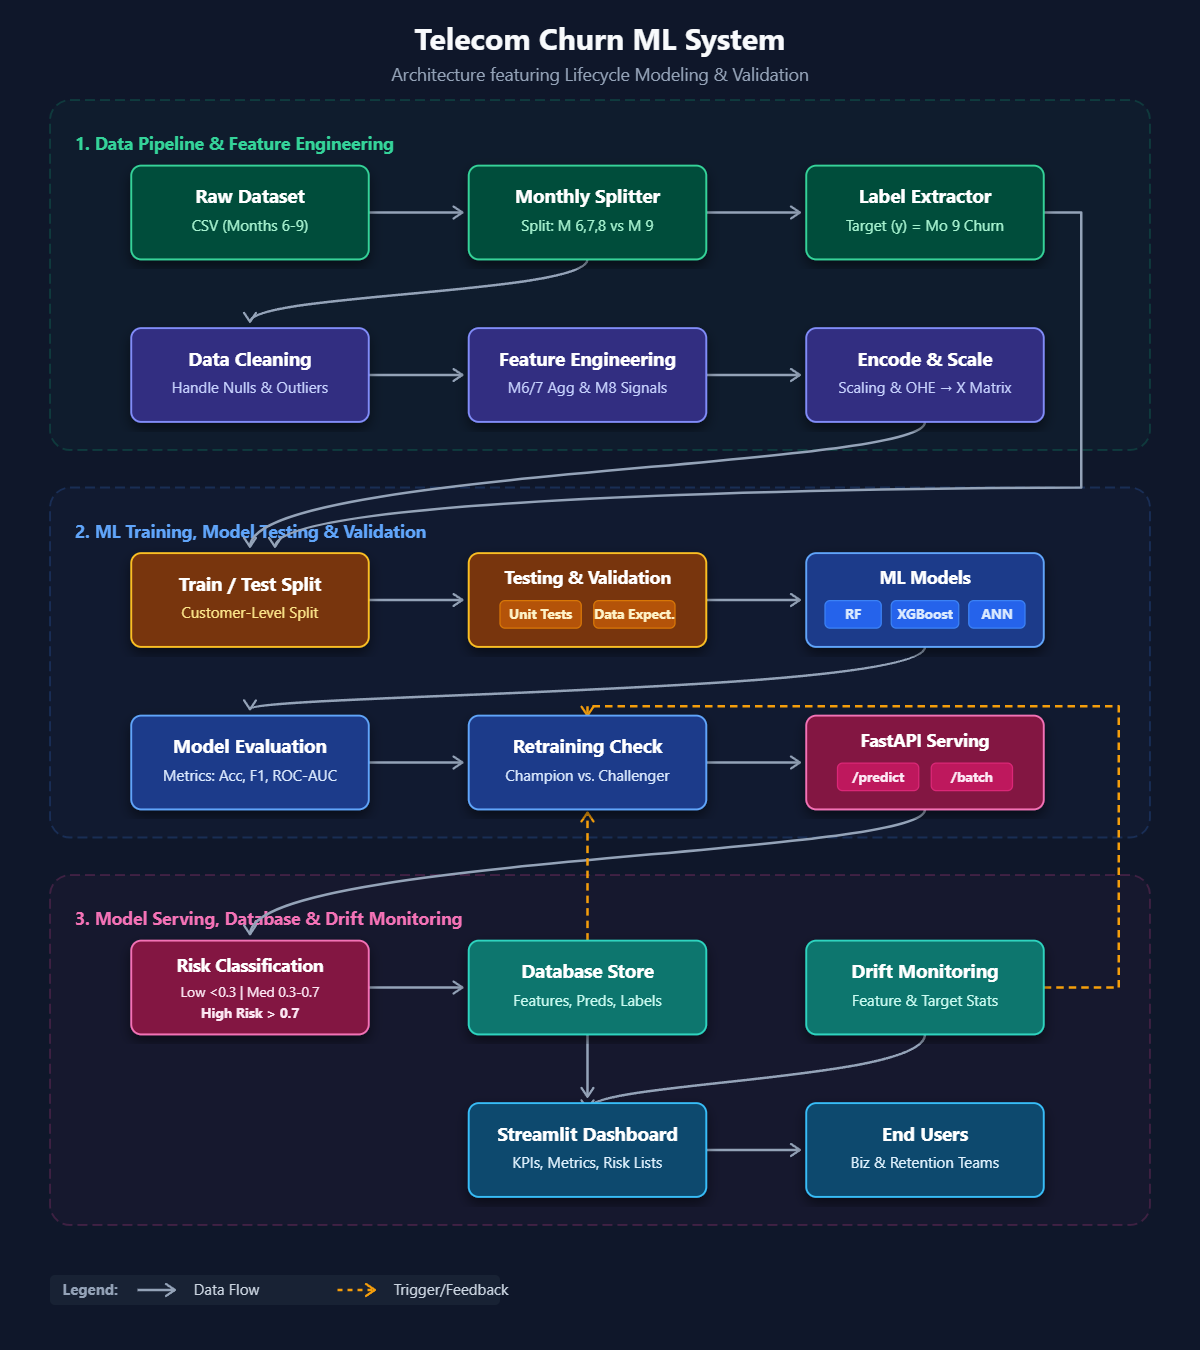 Telecom Churn ML System
Architecture featuring Lifecycle Modeling & Validation
1. Data Pipeline & Feature Engineering
Raw Dataset
CSV (Months 6-9)
Monthly Splitter
Split: M 6,7,8 vs M 9
Label Extractor
Target (y) = Mo 9 Churn
Data Cleaning
Handle Nulls & Outliers
Feature Engineering
M6/7 Agg & M8 Signals
Encode & Scale
Scaling & OHE → X Matrix
2. ML Training, Model Testing & Validation
Train / Test Split
Customer-Level Split
Testing & Validation
Unit Tests
Data Expect.
ML Models
RF
XGBoost
ANN
Model Evaluation
Metrics: Acc, F1, ROC-AUC
Retraining Check
Champion vs. Challenger
FastAPI Serving
/predict
/batch
3. Model Serving, Database & Drift Monitoring
Risk Classification
Low <0.3 | Med 0.3-0.7
High Risk > 0.7
Database Store
Features, Preds, Labels
Drift Monitoring
Feature & Target Stats
Streamlit Dashboard
KPIs, Metrics, Risk Lists
End Users
Biz & Retention Teams
Legend:
Data Flow
Trigger/Feedback